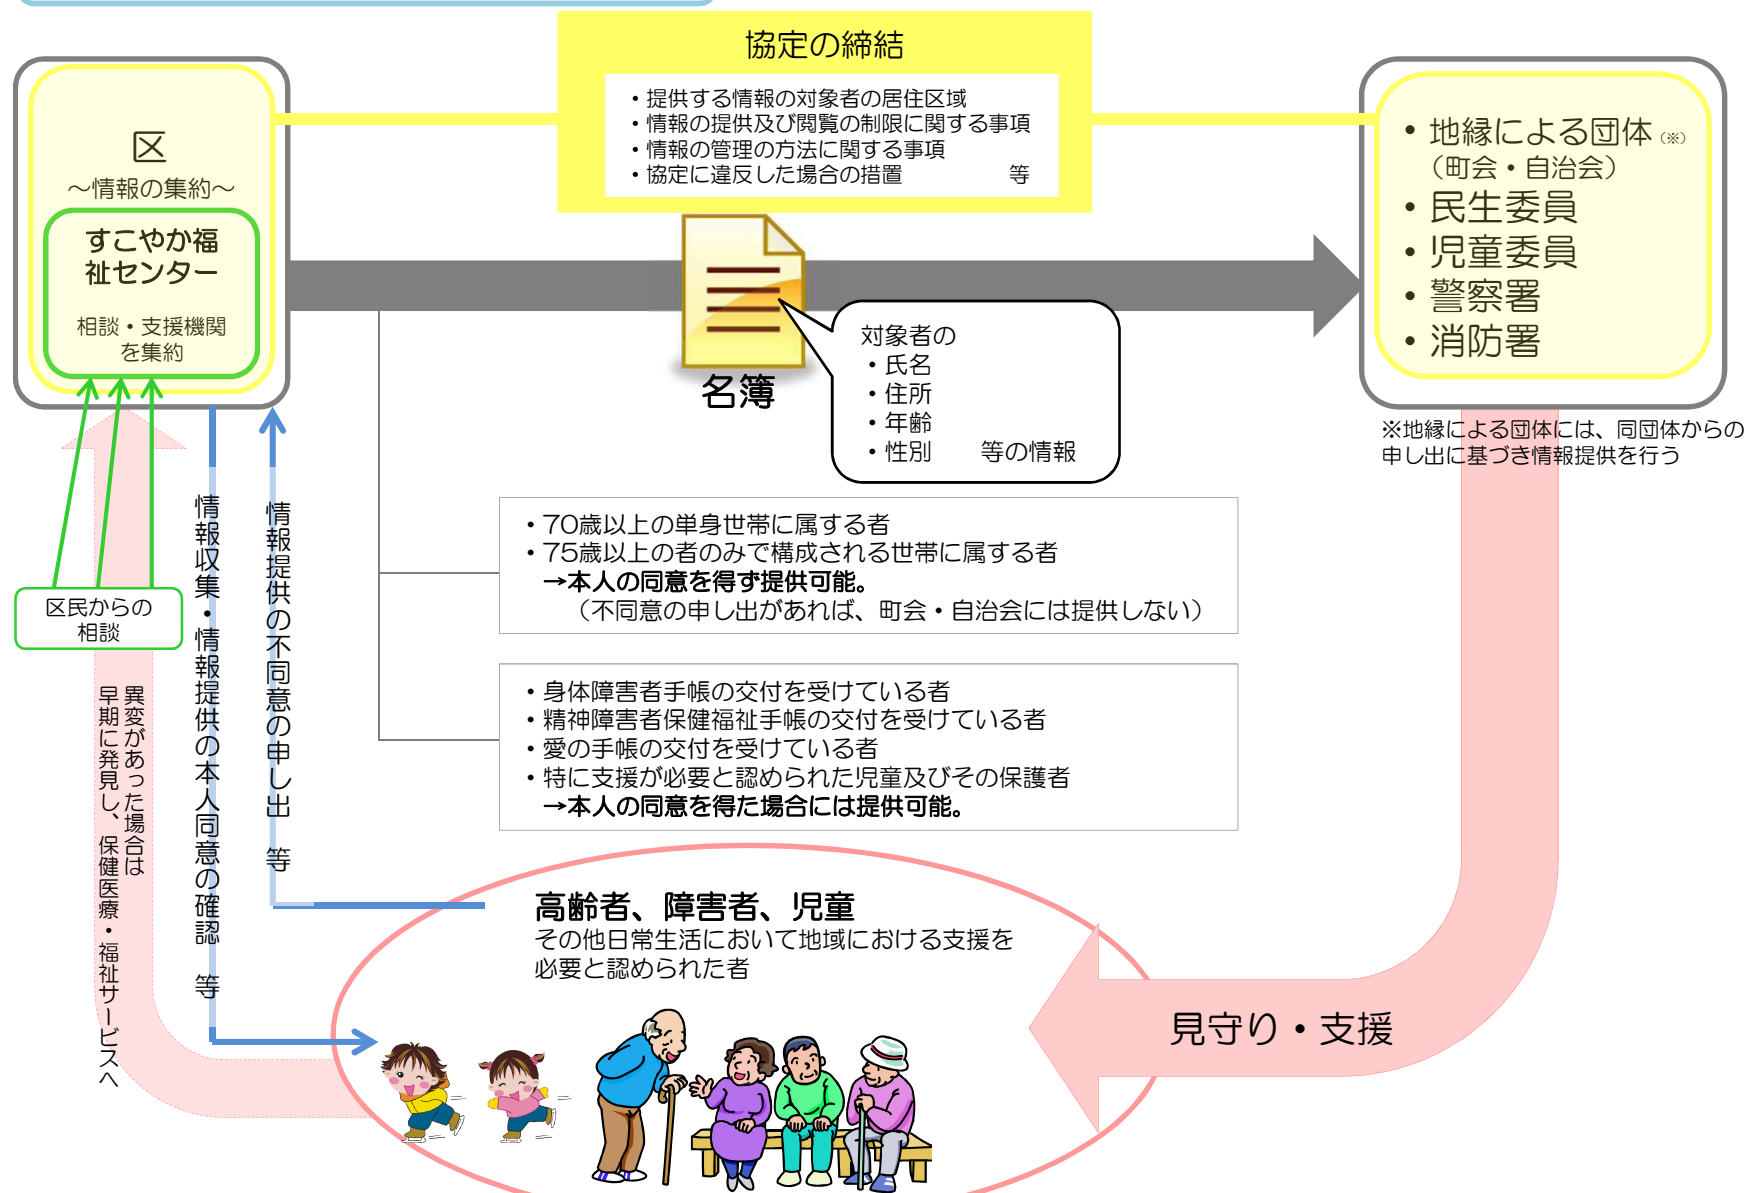 協定の締結
・提供する情報の対象者の居住区域
・情報の提供及び閲覧の制限に関する事項
・情報の管理の方法に関する事項
・協定に違反した場合の措置　　　　　等
区
～情報の集約～
すこやか福
祉センター
相談・支援機関
を集約
・地縁による団体（※）
（町会・自治会）
・民生委員
・児童委員
・警察署
・消防署
※地縁による団体には、同団体からの
申し出に基づき情報提供を行う
名簿
対象者の
・氏名
・住所
・年齢
・性別　　等の情報
・70歳以上の単身世帯に属する者
・75歳以上の者のみで構成される世帯に属する者
→本人の同意を得ず提供可能。
（不同意の申し出があれば、町会・自治会には提供しない）
・身体障害者手帳の交付を受けている者
・精神障害者保健福祉手帳の交付を受けている者
・愛の手帳の交付を受けている者
・特に支援が必要と認められた児童及びその保護者
→本人の同意を得た場合には提供可能。
区民からの
相談
情報収集・情報提供の本人同意の確認　等
情報提供の不同意の申し出　等
異変があった場合は
早期に発見し、保健医療・福祉サービスへ
高齢者、障害者、児童
その他日常生活において地域における支援を
必要と認められた者
見守り・支援